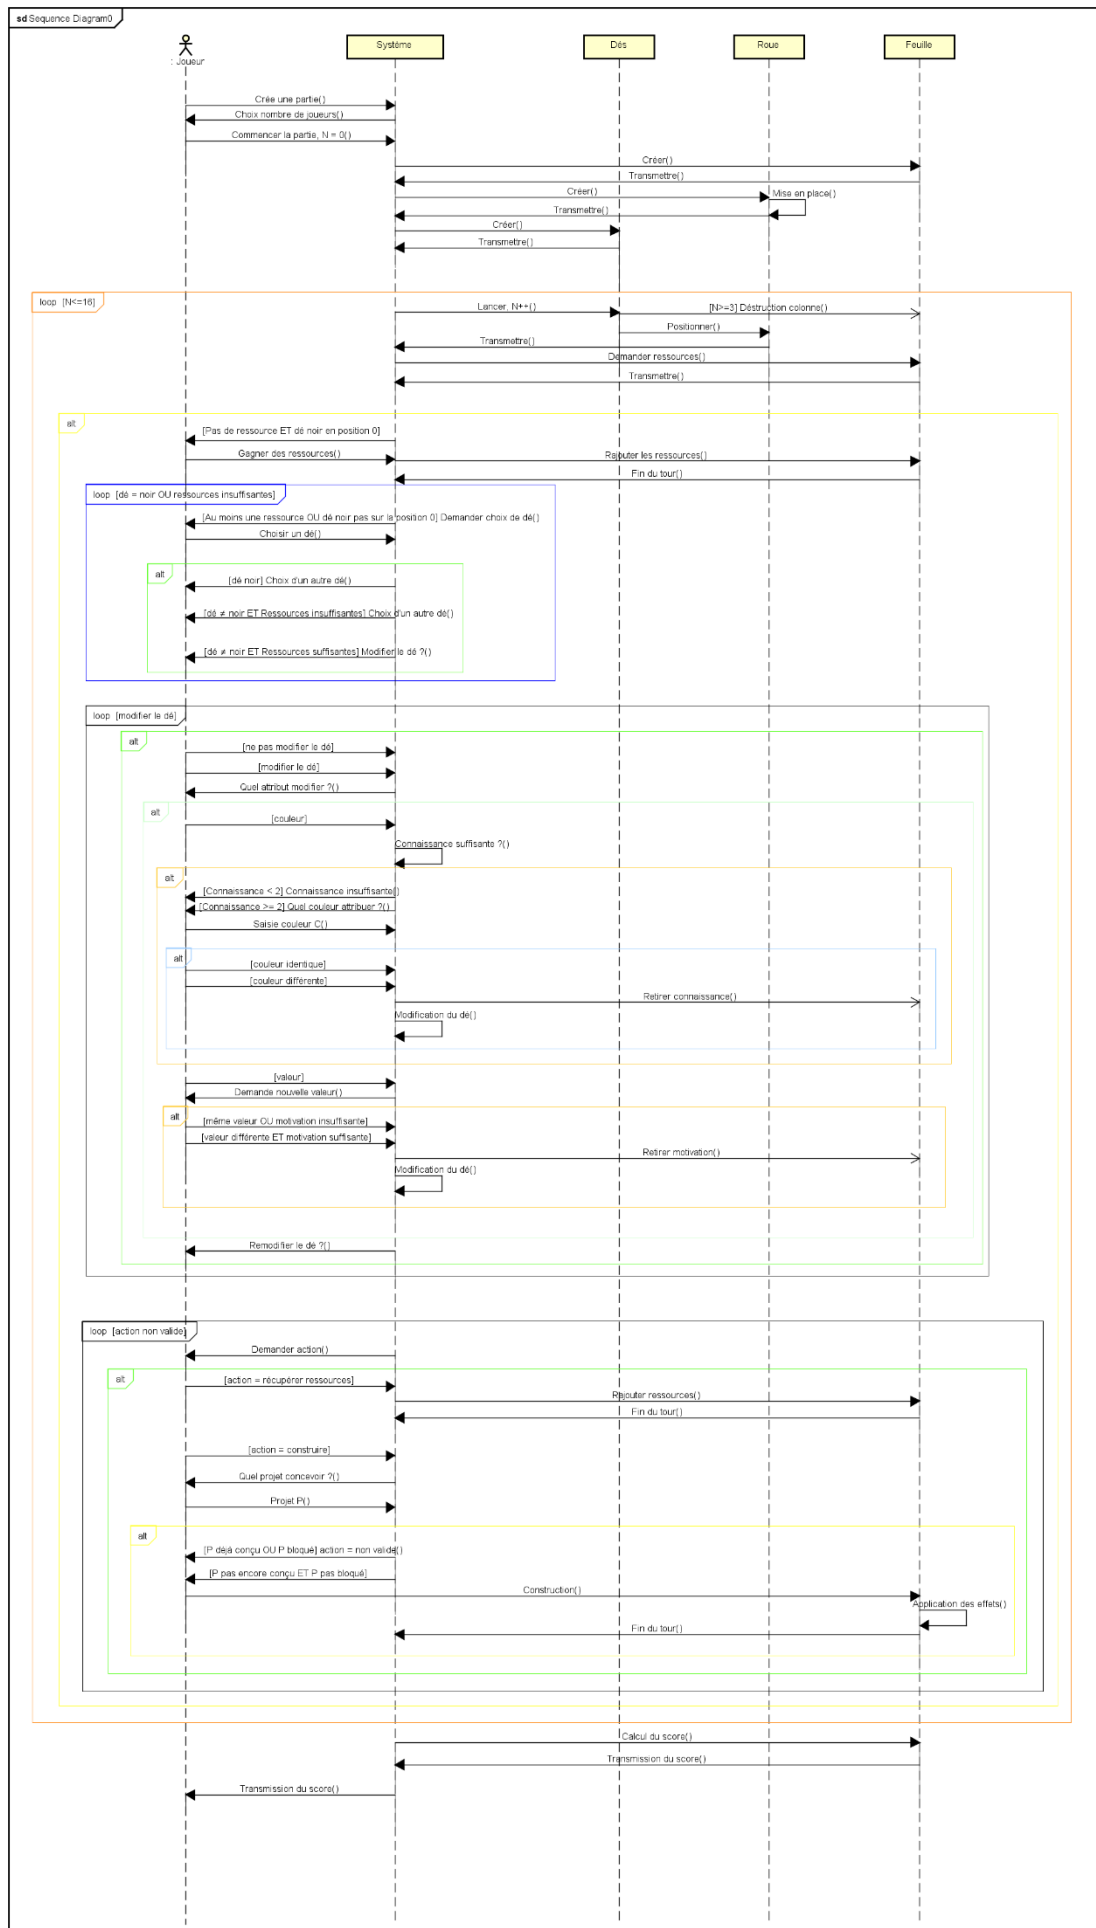 sd Sequence Diagram0
: Joueur
Système
Dés
Roue
Feuille
Crée une partie()
Choix nombre de joueurs()
Commencer la partie, N = 0()
Créer()
Transmettre()
Créer()
Mise en place()
Transmettre()
Créer()
Transmettre()
loop [N<=16]
Lancer, N++()
[N>=3] Déstruction colonne()
Positionner()
Transmettre()
Demander ressources()
Transmettre()
alt
[Pas de ressource ET dé noir en position 0]
Gagner des ressources()
Rajouter les ressources()
Fin du tour()
loop [dé = noir OU ressources insuffisantes]
[Au moins une ressource OU dé noir pas sur la position 0] Demander choix de dé()
Choisir un dé()
alt
[dé noir] Choix d'un autre dé()
[dé ≠ noir ET Ressources insuffisantes] Choix d'un autre dé()
[dé ≠ noir ET Ressources suffisantes] Modifier le dé ?()
loop [modifier le dé]
alt
[ne pas modifier le dé]
[modifier le dé]
Quel attribut modifier ?()
alt
[couleur]
Connaissance suffisante ?()
alt
[Connaissance < 2] Connaissance insuffisante()
[Connaissance >= 2] Quel couleur attribuer ?()
Saisie couleur C()
alt
[couleur identique]
[couleur différente]
Retirer connaissance()
Modification du dé()
[valeur]
Demande nouvelle valeur()
alt
[même valeur OU motivation insuffisante]
[valeur différente ET motivation suffisante]
Retirer motivation()
Modification du dé()
Remodifier le dé ?()
loop [action non valide]
Demander action()
alt
[action = récupérer ressources]
Rajouter ressources()
Fin du tour()
[action = construire]
Quel projet concevoir ?()
Projet P()
alt
[P déjà conçu OU P bloqué] action = non valide()
[P pas encore conçu ET P pas bloqué]
Construction()
Application des effets()
Fin du tour()
Calcul du score()
Transmission du score()
Transmission du score()